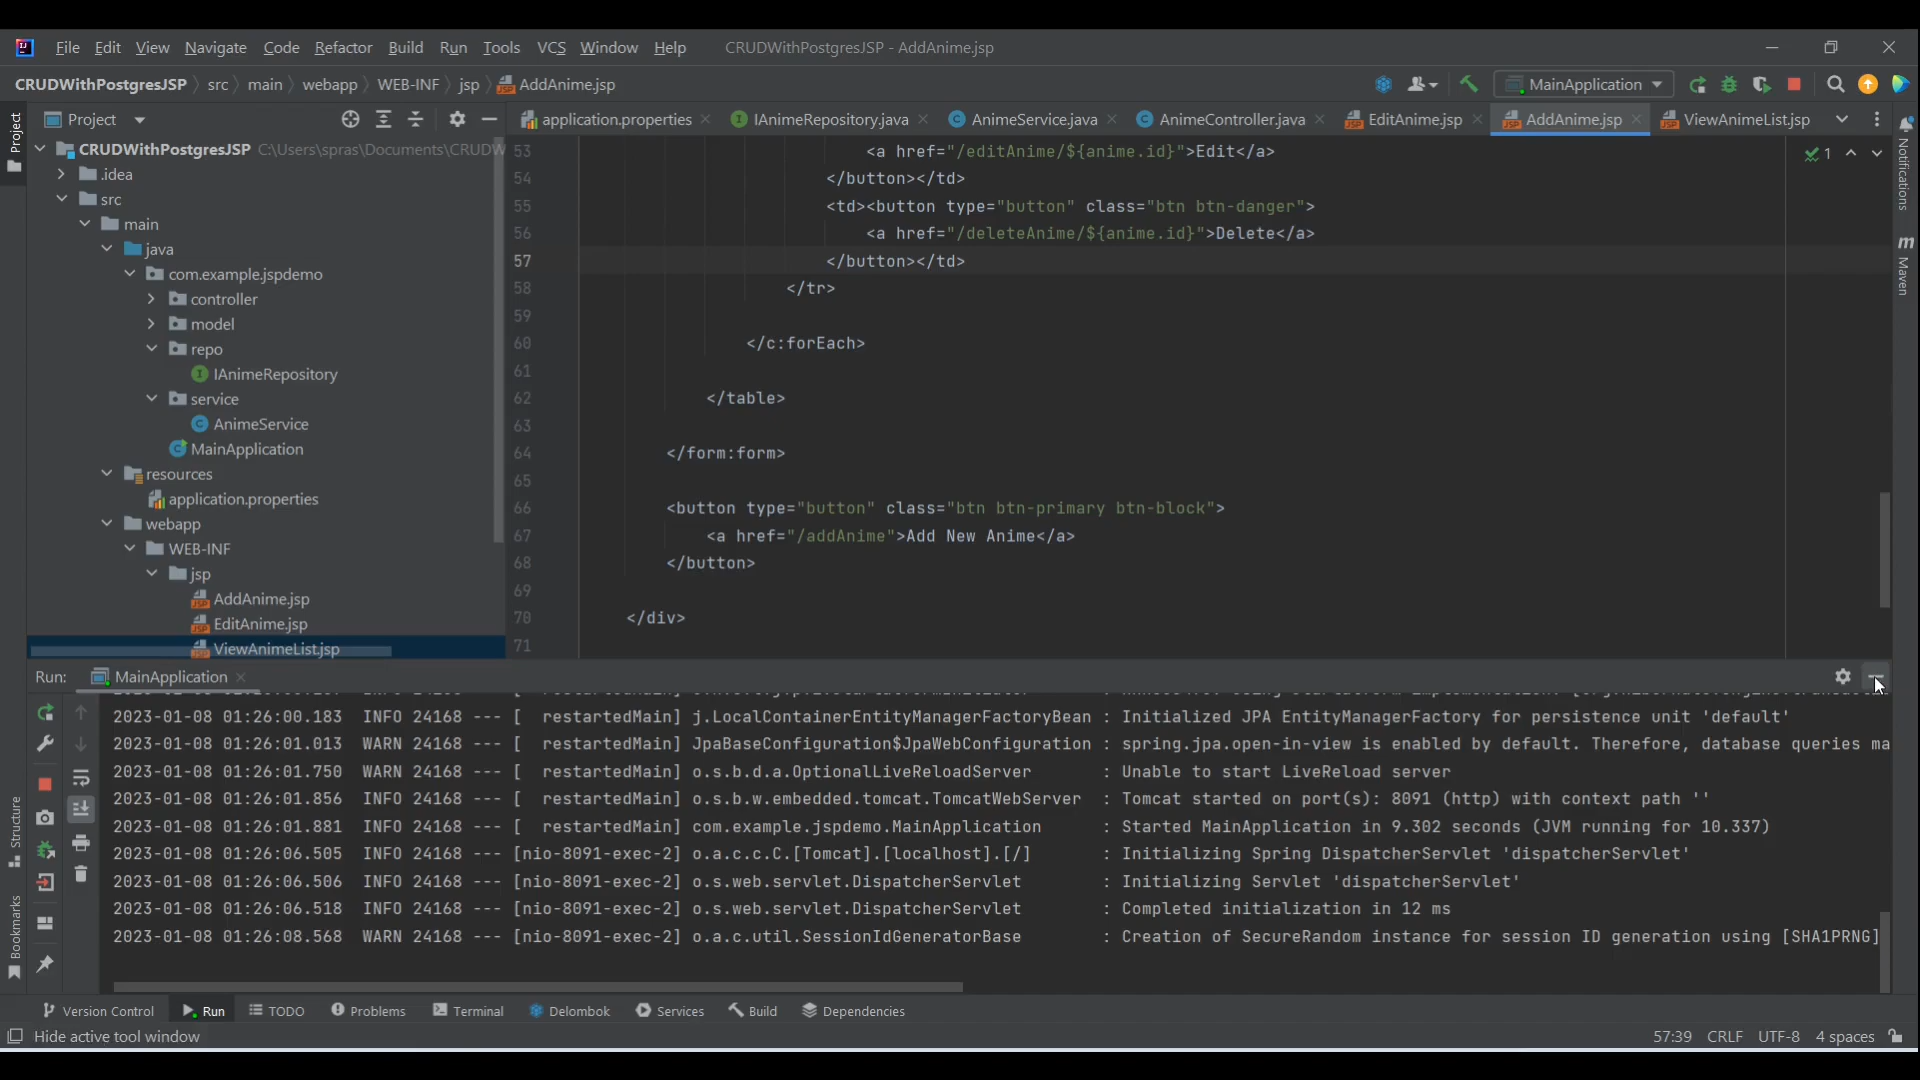 File Edit View Navigate Code Refactor Build Run Tools VCS Window Help CRUDWithPostgresJSP - AddAnime.jsp
CRUDWithPostgresJSP src main webapp WEB-INF jsp AddAnime.jsp MainApplication
Project application.properties IAnimeRepository.java AnimeService.java AnimeController.java EditAnime.jsp AddAnime.jsp ViewAnimeList.jsp
CRUDWithPostgresJSP C:\Users\spras\Documents\CRUDW
.idea
src
main
java
com.example.jspdemo
controller
model
repo
IAnimeRepository
service
AnimeService
MainApplication
resources
application.properties
webapp
WEB-INF
jsp
AddAnime.jsp
EditAnime.jsp
ViewAnimeList.jsp
53 <a href="/editAnime/${anime.id}">Edit</a>
54 </button></td>
55 <td><button type="button" class="btn btn-danger">
56 <a href="/deleteAnime/${anime.id}">Delete</a>
57 </button></td>
58 </tr>
59
60 </c:forEach>
61
62 </table>
63
64 </form:form>
65
66 <button type="button" class="btn btn-primary btn-block">
67 <a href="/addAnime">Add New Anime</a>
68 </button>
69
70 </div>
71
1
Project
Structure
Bookmarks
Notifications
m Maven
Run: MainApplication
2023-01-08 01:26:00.183 INFO 24168 --- [ restartedMain] j.LocalContainerEntityManagerFactoryBean : Initialized JPA EntityManagerFactory for persistence unit 'default'
2023-01-08 01:26:01.013 WARN 24168 --- [ restartedMain] JpaBaseConfiguration$JpaWebConfiguration : spring.jpa.open-in-view is enabled by default. Therefore, database queries ma
2023-01-08 01:26:01.750 WARN 24168 --- [ restartedMain] o.s.b.d.a.OptionalLiveReloadServer : Unable to start LiveReload server
2023-01-08 01:26:01.856 INFO 24168 --- [ restartedMain] o.s.b.w.embedded.tomcat.TomcatWebServer : Tomcat started on port(s): 8091 (http) with context path ''
2023-01-08 01:26:01.881 INFO 24168 --- [ restartedMain] com.example.jspdemo.MainApplication : Started MainApplication in 9.302 seconds (JVM running for 10.337)
2023-01-08 01:26:06.505 INFO 24168 --- [nio-8091-exec-2] o.a.c.c.C.[Tomcat].[localhost].[/] : Initializing Spring DispatcherServlet 'dispatcherServlet'
2023-01-08 01:26:06.506 INFO 24168 --- [nio-8091-exec-2] o.s.web.servlet.DispatcherServlet : Initializing Servlet 'dispatcherServlet'
2023-01-08 01:26:06.518 INFO 24168 --- [nio-8091-exec-2] o.s.web.servlet.DispatcherServlet : Completed initialization in 12 ms
2023-01-08 01:26:08.568 WARN 24168 --- [nio-8091-exec-2] o.a.c.util.SessionIdGeneratorBase : Creation of SecureRandom instance for session ID generation using [SHA1PRNG]
Version Control Run TODO Problems Terminal Delombok Services Build Dependencies
Hide active tool window 57:39 CRLF UTF-8 4 spaces